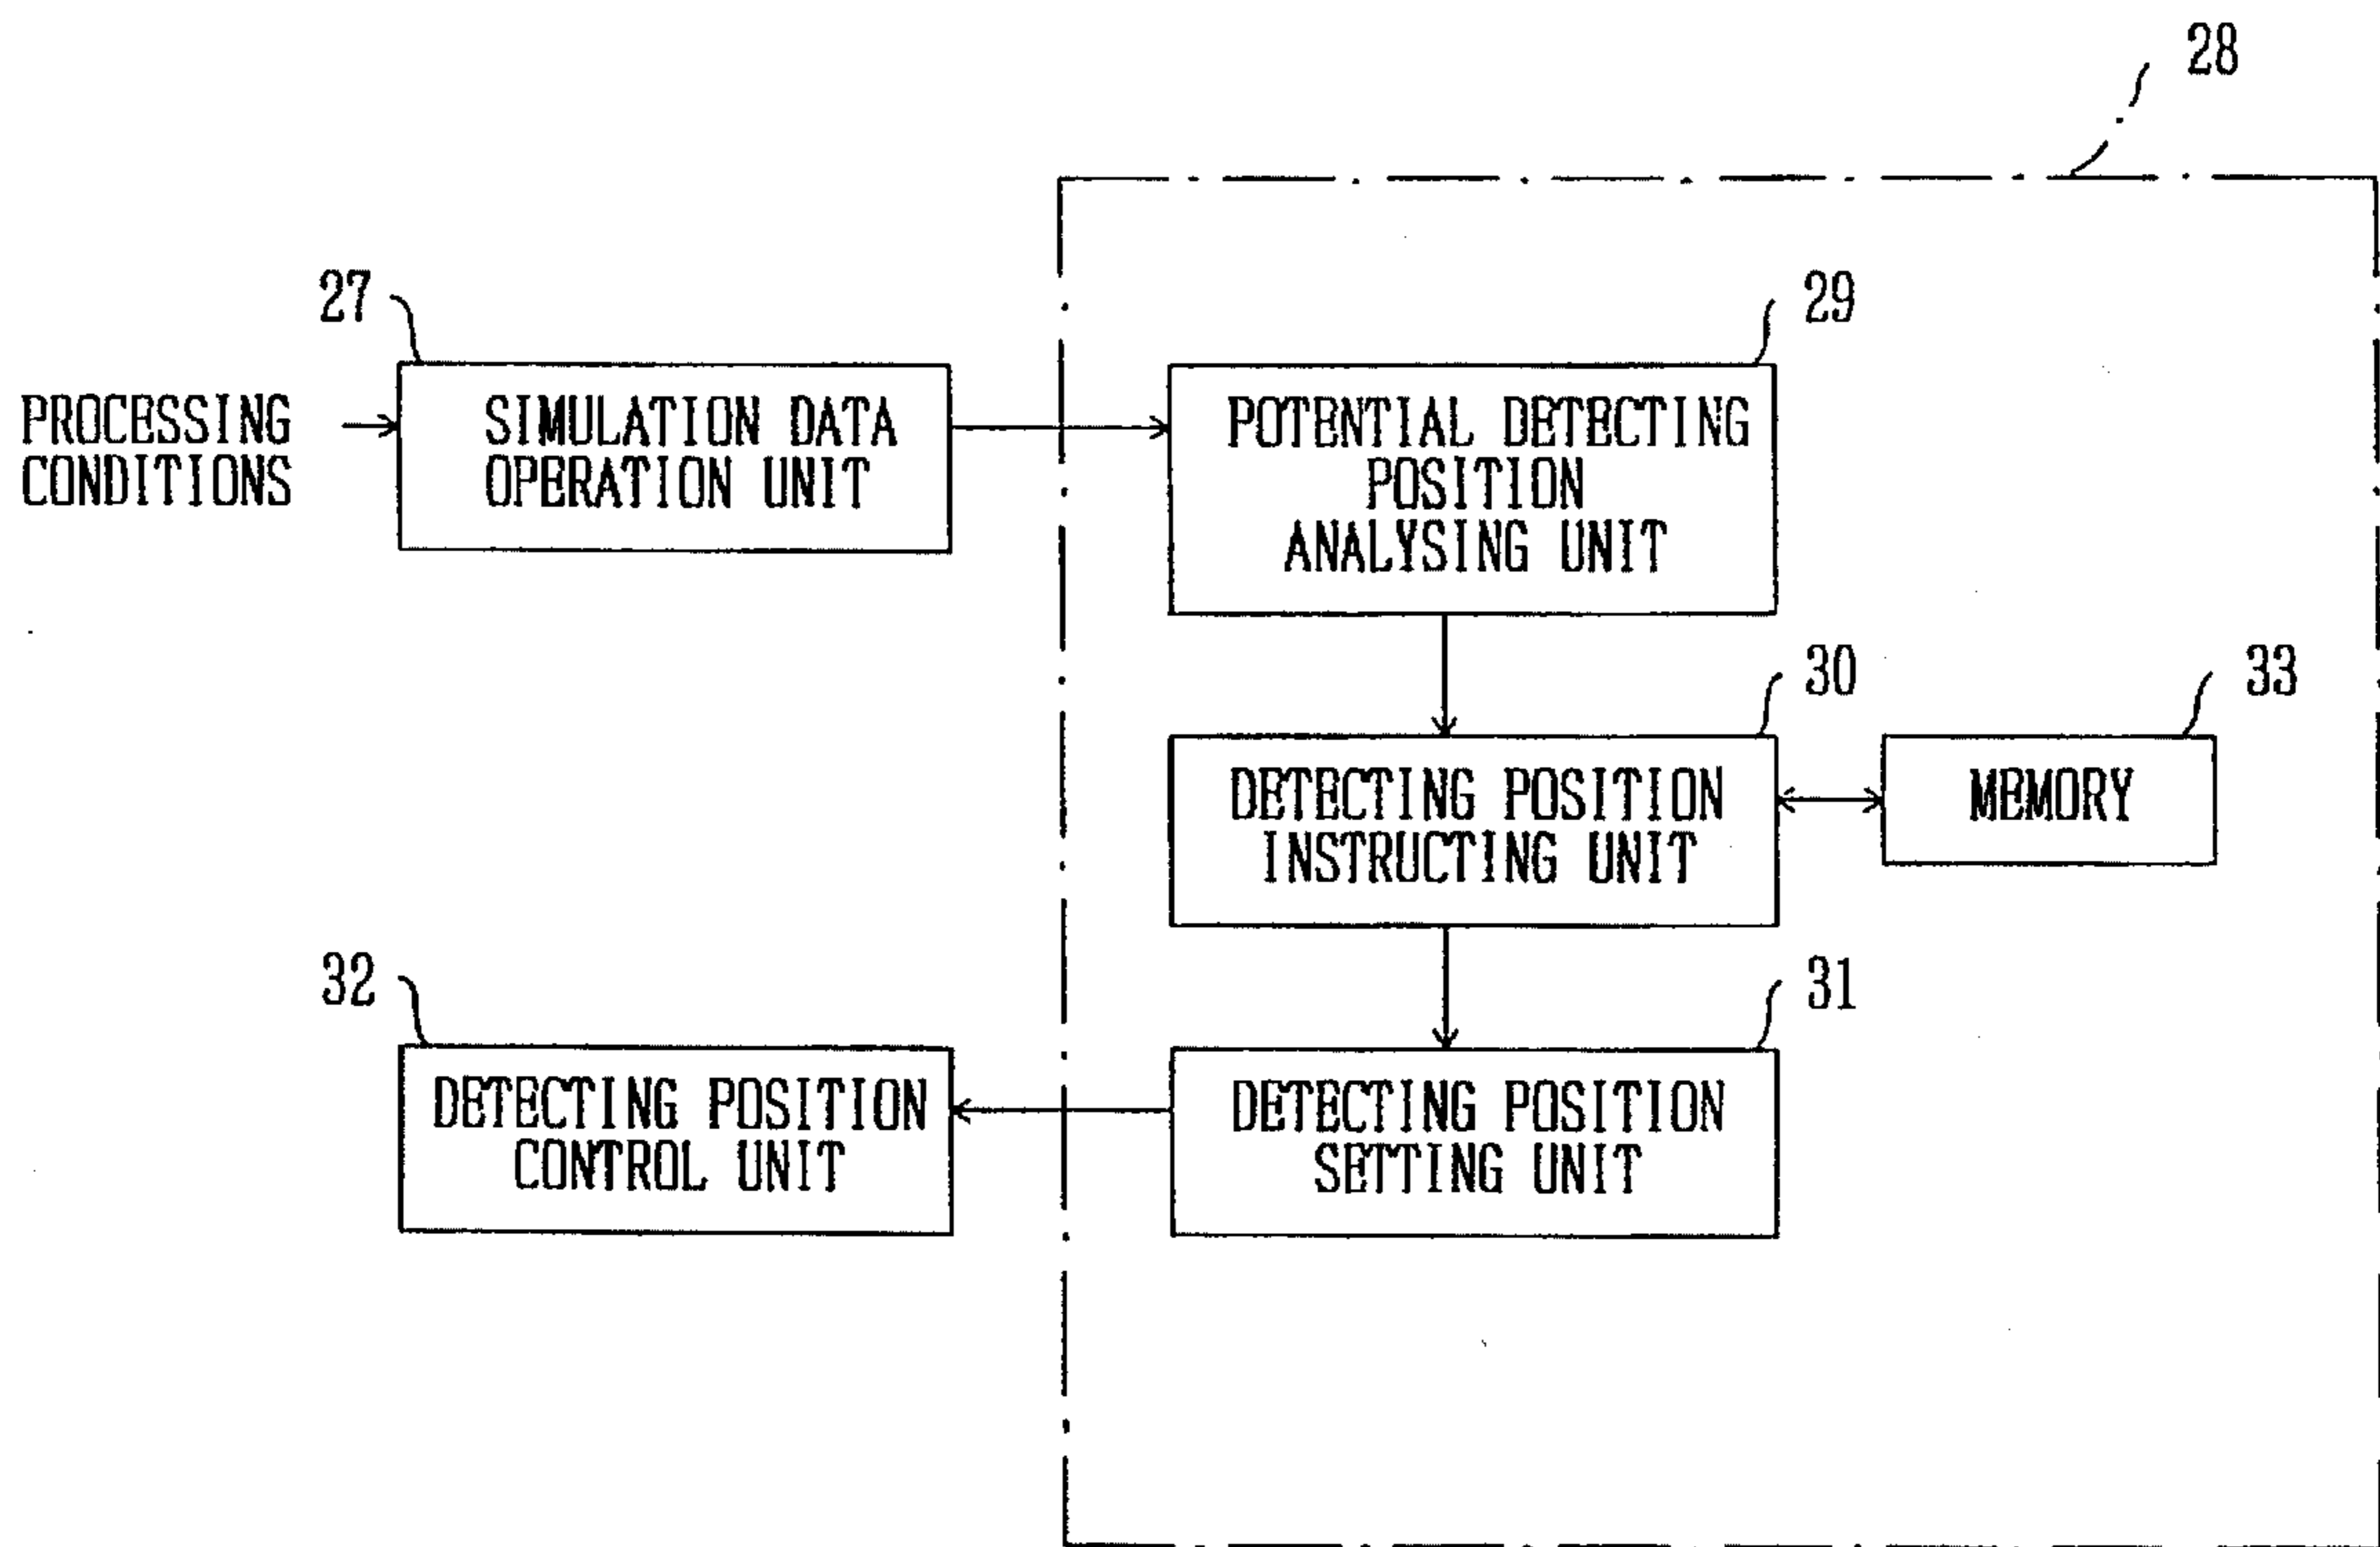 28
27
29
PROCESSING
CONDITIONS
SIMULATION DATA
OPERATION UNIT
POTENTIAL DETECTING
POSITION
ANALYSING UNIT
30
33
DETECTING POSITION
INSTRUCTING UNIT
MEMORY
32
31
DETECTING POSITION
CONTROL UNIT
DETECTING POSITION
SETTING UNIT